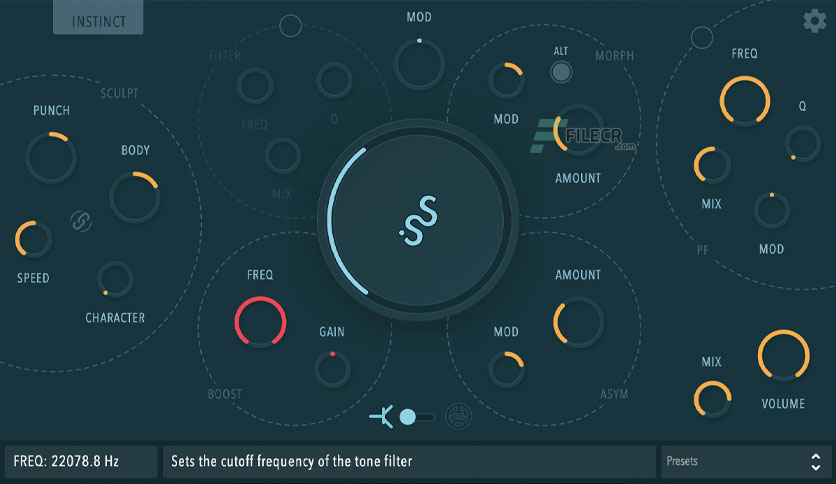 INSTINCT
MOD
FILTER
FREQ
Q
MIX
SCULPT
PUNCH
BODY
SPEED
CHARACTER
ALT
MORPH
MOD
AMOUNT
FILECR
.com
FREQ
Q
MIX
MOD
PF
FREQ
GAIN
BOOST
AMOUNT
MOD
ASYM
MIX
VOLUME
FREQ: 22078.8 Hz
Sets the cutoff frequency of the tone filter
Presets